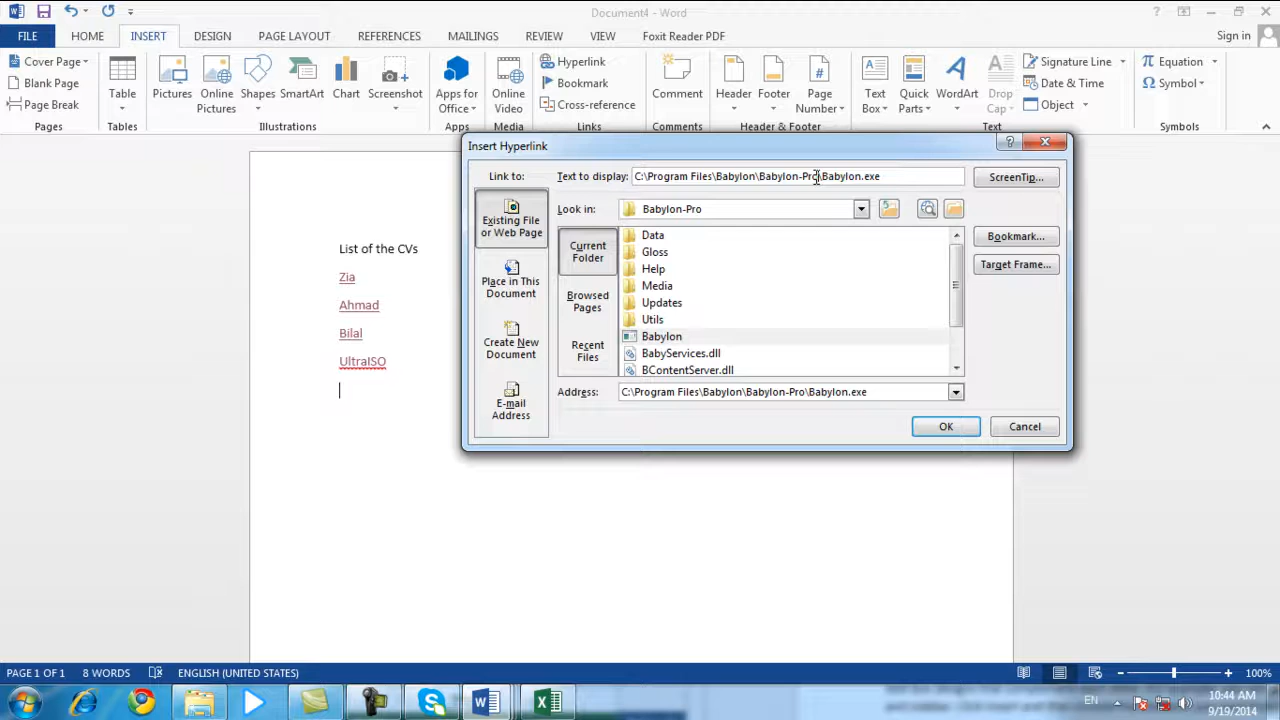 Document4 - Word
Sign in
FILE HOME INSERT DESIGN PAGE LAYOUT REFERENCES MAILINGS REVIEW VIEW Foxit Reader PDF
Cover Page
Blank Page
Page Break
Pages
Table
Tables
Pictures
Online Pictures
Shapes
SmartArt
Chart
Screenshot
Illustrations
Apps for Office
Apps
Online Video
Media
Hyperlink
Bookmark
Cross-reference
Links
Comment
Comments
Header
Footer
Page Number
Header & Footer
Text Box
Quick Parts
WordArt
Drop Cap
Signature Line
Date & Time
Object
Text
Equation
Symbol
Symbols
List of the CVs
Zia
Ahmad
Bilal
UltraISO
Insert Hyperlink
Link to:
Text to display: C:\Program Files\Babylon\Babylon-Pro\Babylon.exe
ScreenTip...
Existing File or Web Page
Place in This Document
Create New Document
E-mail Address
Look in: Babylon-Pro
Current Folder
Browsed Pages
Recent Files
Data
Gloss
Help
Media
Updates
Utils
Babylon
BabyServices.dll
BContentServer.dll
Bookmark...
Target Frame...
Address: C:\Program Files\Babylon\Babylon-Pro\Babylon.exe
OK Cancel
PAGE 1 OF 1 8 WORDS ENGLISH (UNITED STATES) 100%
EN
10:44 AM
9/19/2014